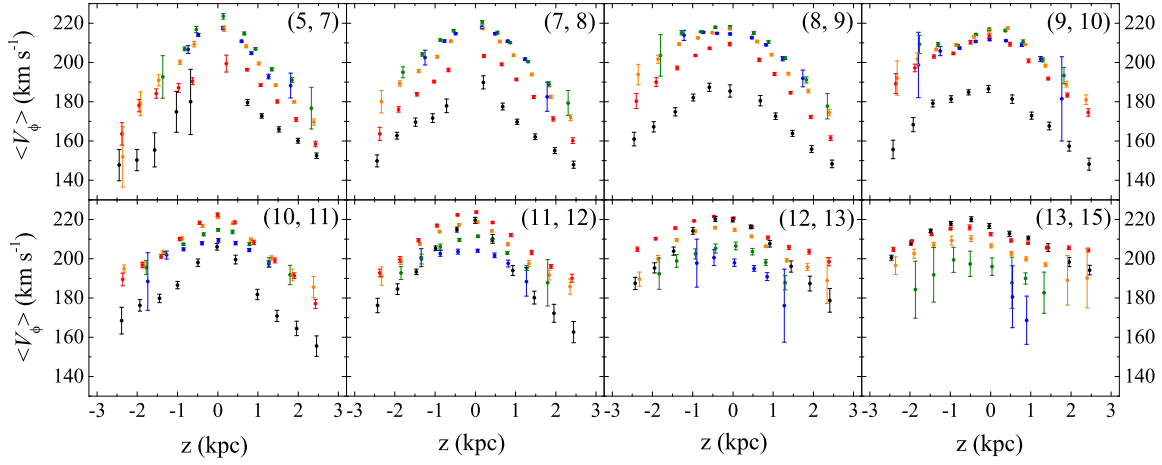 (5, 7) (7, 8) (8, 9) (9, 10)
220 220
200 200
180 180
160 160
140 140
<V_ϕ> (km s⁻¹)
(10, 11) (11, 12) (12, 13) (13, 15)
220 220
200 200
180 180
160 160
140 140
<V_ϕ> (km s⁻¹)
-3 -2 -1 0 1 2 3 -2 -1 0 1 2 3 -2 -1 0 1 2 3 -2 -1 0 1 2 3
z (kpc) z (kpc) z (kpc) z (kpc)